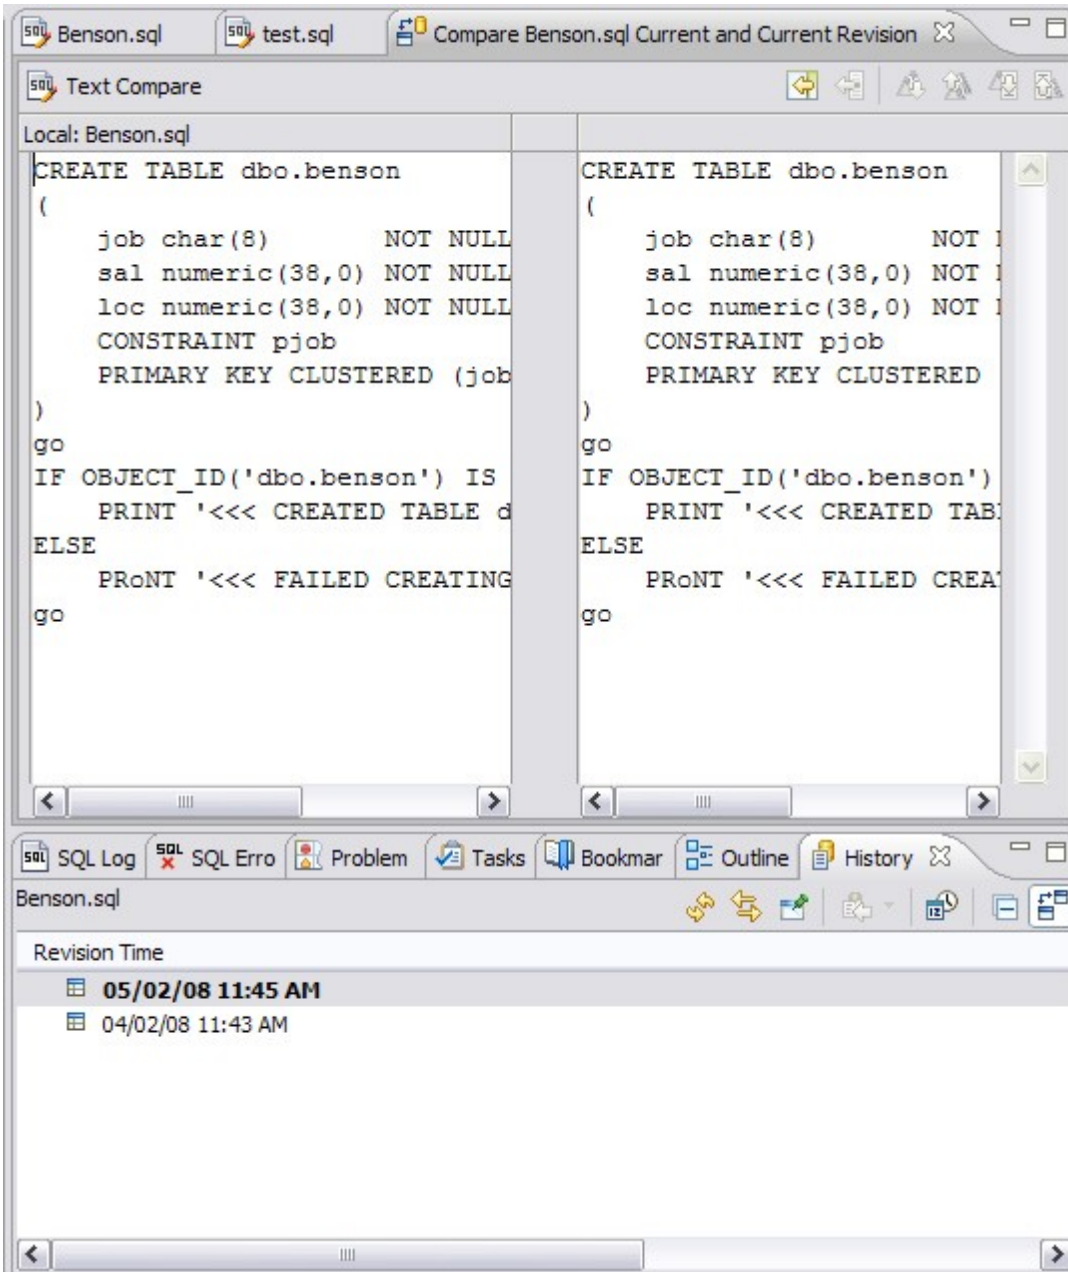 Benson.sql test.sql Compare Benson.sql Current and Current Revision
Text Compare
Local: Benson.sql
CREATE TABLE dbo.benson
(
    job char(8)       NOT NULL
    sal numeric(38,0) NOT NULL
    loc numeric(38,0) NOT NULL
    CONSTRAINT pjob
    PRIMARY KEY CLUSTERED (job
)
go
IF OBJECT_ID('dbo.benson') IS
    PRINT '<<< CREATED TABLE d
ELSE
    PRoNT '<<< FAILED CREATING
go
CREATE TABLE dbo.benson
(
    job char(8)       NOT
    sal numeric(38,0) NOT
    loc numeric(38,0) NOT
    CONSTRAINT pjob
    PRIMARY KEY CLUSTERED
)
go
IF OBJECT_ID('dbo.benson')
    PRINT '<<< CREATED TAB
ELSE
    PRoNT '<<< FAILED CREA
go
SQL Log SQL Erro Problem Tasks Bookmar Outline History
Benson.sql
Revision Time
05/02/08 11:45 AM
04/02/08 11:43 AM